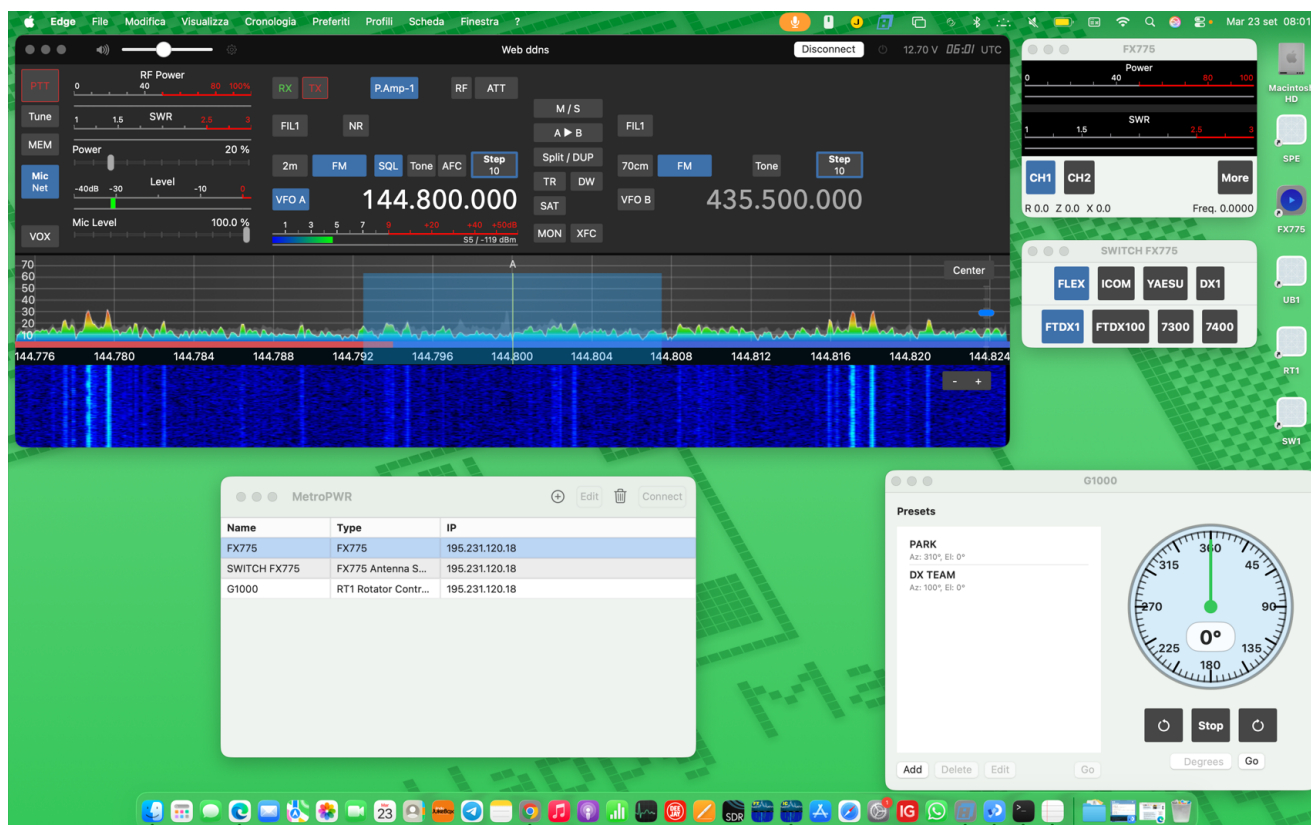 Edge File Modifica Visualizza Cronologia Preferiti Profili Scheda Finestra ? Mar 23 set 08:01
Web ddns Disconnect 12.70 V 06:01 UTC
PTT RF Power
0 40 80 100%
RX TX P.Amp-1 RF ATT
Tune SWR
1 1.5 2.5 3
FIL1 NR M / S FIL1
A ▶ B
MEM Power 20 %
2m FM SQL Tone AFC Step 10 Split / DUP 70cm FM Tone Step 10
Mic Net Level
-40dB -30 -10 0
TR DW
VFO A 144.800.000 SAT VFO B 435.500.000
Mic Level 100.0 %
VOX 1 3 5 7 9 +20 +40 +50dB
S5 / -119 dBm
MON XFC
A Center
70
60
50
40
30
20
10
144.776 144.780 144.784 144.788 144.792 144.796 144.800 144.804 144.808 144.812 144.816 144.820 144.824
- +
FX775
Power
0 40 80 100
SWR
1 1.5 2.5 3
CH1 CH2 More
R 0.0 Z 0.0 X 0.0 Freq. 0.0000
SWITCH FX775
FLEX ICOM YAESU DX1
FTDX1 FTDX100 7300 7400
Macintosh
HD
SPE
FX775
UB1
RT1
SW1
MetroPWR Edit Connect
Name Type IP
FX775 FX775 195.231.120.18
SWITCH FX775 FX775 Antenna S... 195.231.120.18
G1000 RT1 Rotator Contr... 195.231.120.18
G1000
Presets
PARK
Az: 310°, El: 0°
DX TEAM
Az: 100°, El: 0°
360
315 45
270 90
0°
225 135
180
Stop
Degrees Go
Add Delete Edit Go
23
SDR
IG